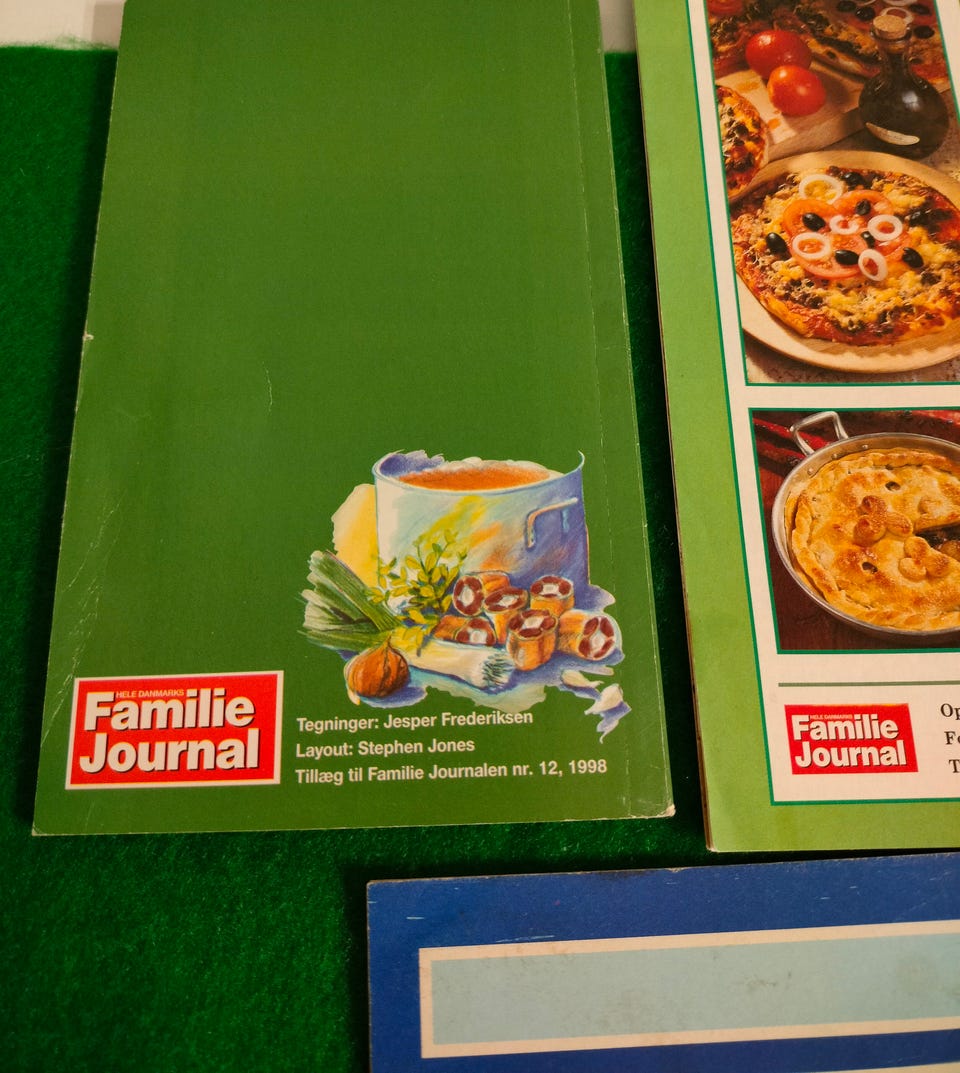 HELE DANMARKS
Familie
Journal
Tegninger: Jesper Frederiksen
Layout: Stephen Jones
Tillæg til Familie Journalen nr. 12, 1998
HELE DANMARKS
Familie
Journal